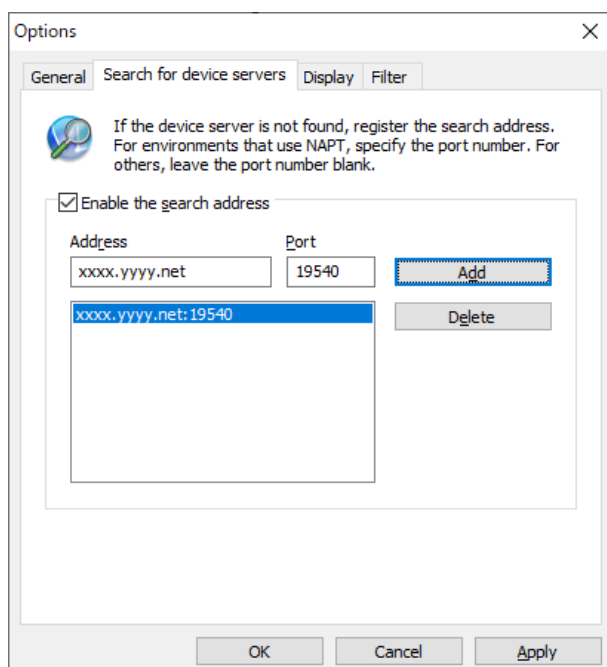 Options
General Search for device servers Display Filter
If the device server is not found, register the search address.
For environments that use NAPT, specify the port number. For
others, leave the port number blank.
Enable the search address
Address Port
xxxx.yyyy.net 19540 Add
xxxx.yyyy.net:19540 Delete
OK Cancel Apply